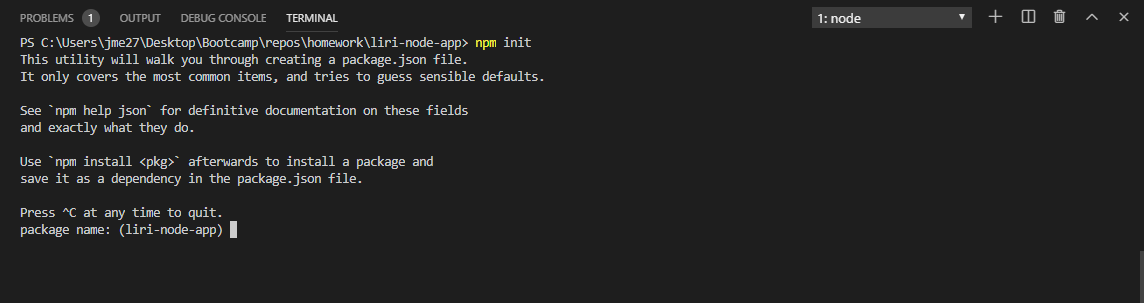 PROBLEMS 1 OUTPUT DEBUG CONSOLE TERMINAL 1: node
PS C:\Users\jme27\Desktop\Bootcamp\repos\homework\liri-node-app> npm init
This utility will walk you through creating a package.json file.
It only covers the most common items, and tries to guess sensible defaults.

See `npm help json` for definitive documentation on these fields
and exactly what they do.

Use `npm install <pkg>` afterwards to install a package and
save it as a dependency in the package.json file.

Press ^C at any time to quit.
package name: (liri-node-app)